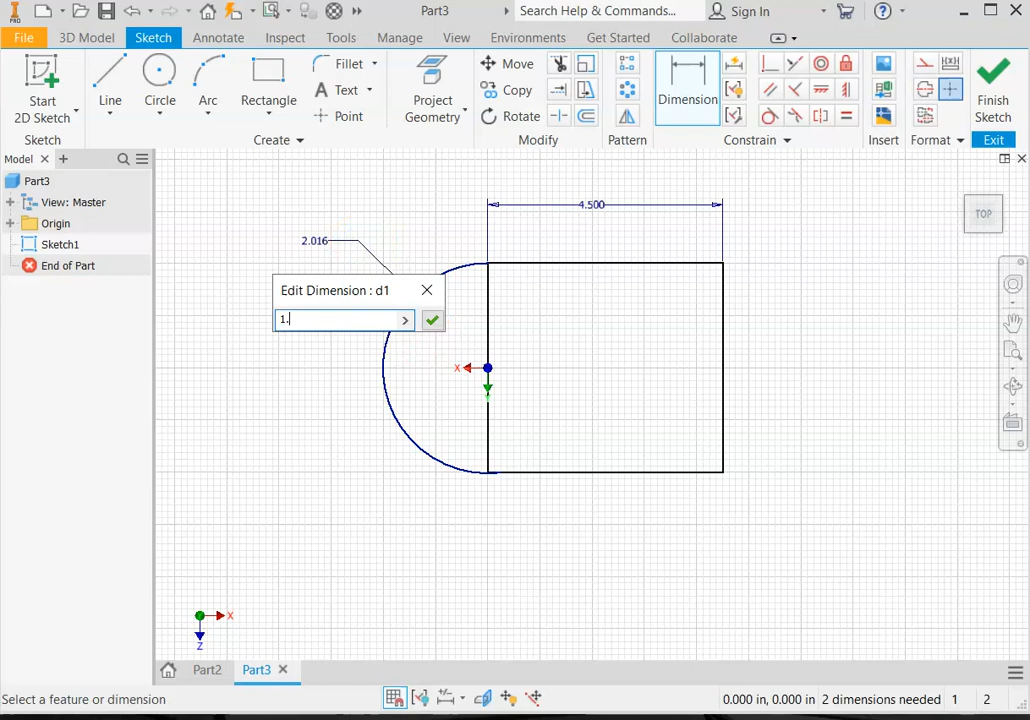 PRO
Part3
Search Help & Commands...
Sign In
File
3D Model
Sketch
Annotate
Inspect
Tools
Manage
View
Environments
Get Started
Collaborate
Start
2D Sketch
Line
Circle
Arc
Rectangle
Fillet
Text
Point
Project
Geometry
Move
Copy
Rotate
Dimension
Finish
Sketch
Sketch
Create
Modify
Pattern
Constrain
Insert
Format
Exit
Model
Part3
View: Master
Origin
Sketch1
End of Part
4.500
2.016
TOP
Edit Dimension : d1
1.
X
X
Z
Part2
Part3
Select a feature or dimension
0.000 in, 0.000 in
2 dimensions needed
1
2